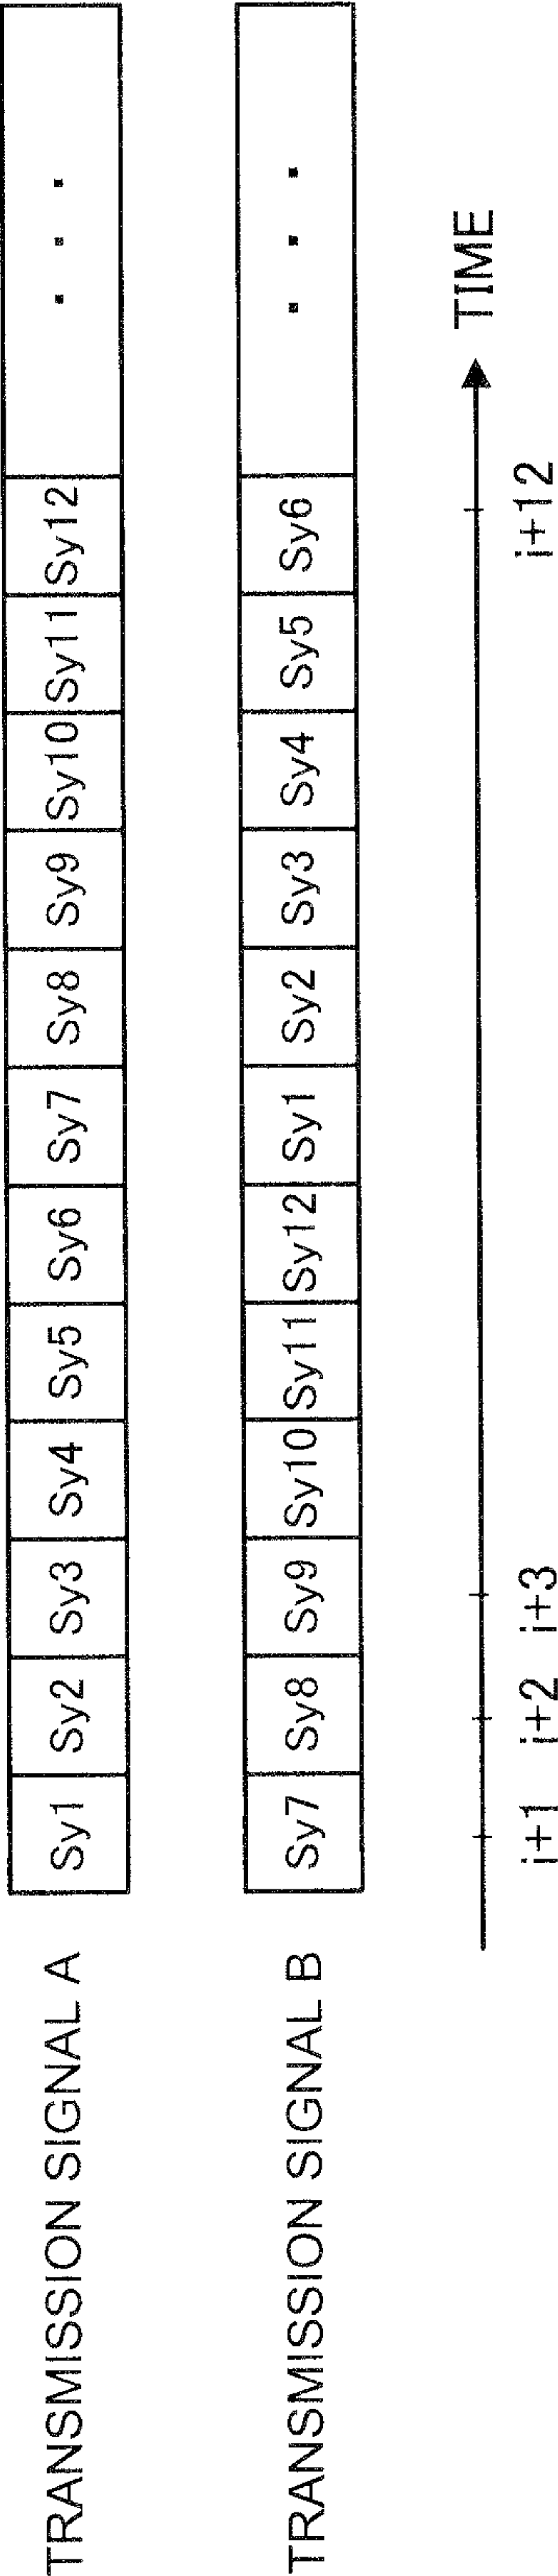 TRANSMISSION SIGNAL A Sy1 Sy2 Sy3 Sy4 Sy5 Sy6 Sy7 Sy8 Sy9 Sy10 Sy11 Sy12 . . .
TRANSMISSION SIGNAL B Sy7 Sy8 Sy9 Sy10 Sy11 Sy12 Sy1 Sy2 Sy3 Sy4 Sy5 Sy6 . . .
TIME
i+1 i+2 i+3 i+12